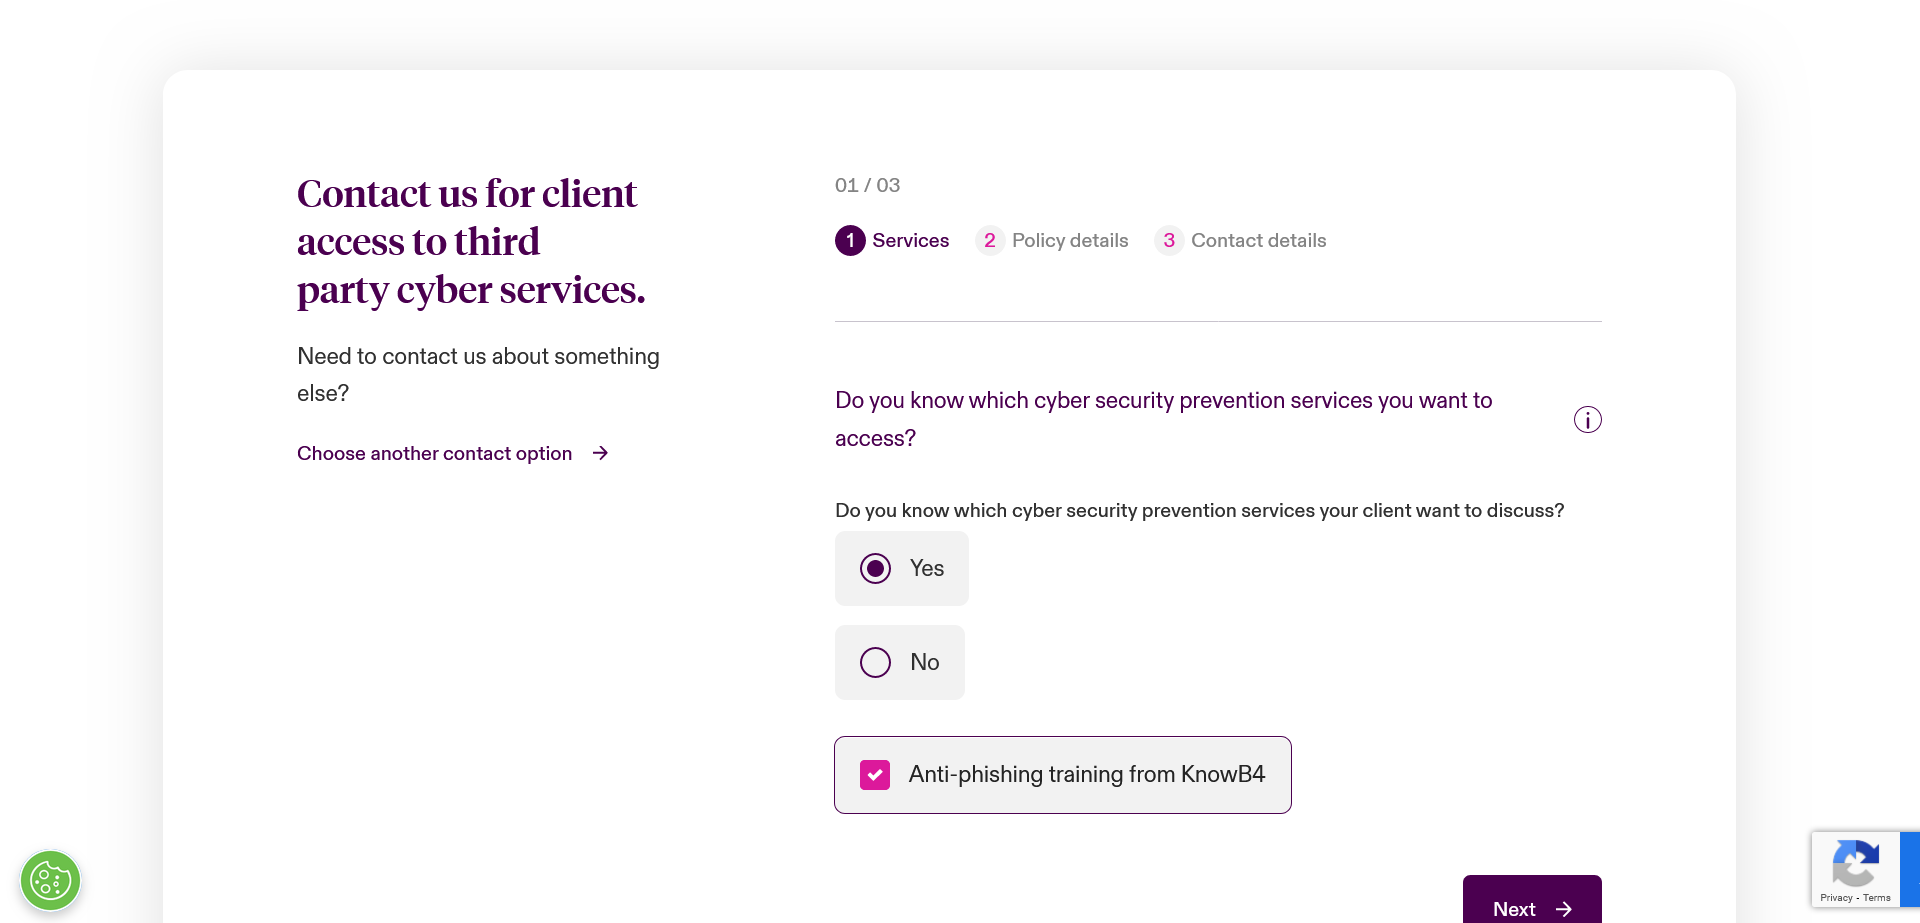 Contact us for client
access to third
party cyber services.
Need to contact us about something
else?
Choose another contact option
01 / 03
1 Services 2 Policy details 3 Contact details
Do you know which cyber security prevention services you want to
access?
Do you know which cyber security prevention services your client want to discuss?
Yes
No
Anti-phishing training from KnowB4
Next
Privacy - Terms